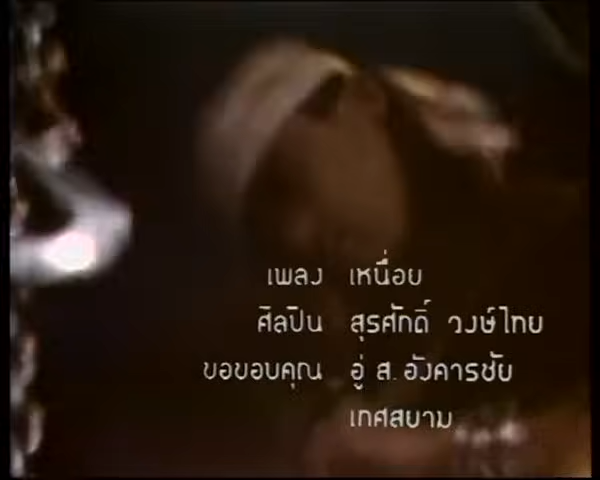 เพลง เหนื่อย
ศิลปิน สุรศักดิ์ วงษ์ไทย
ขอขอบคุณ อู่ ส.อังคารชัย
เทศสยาม